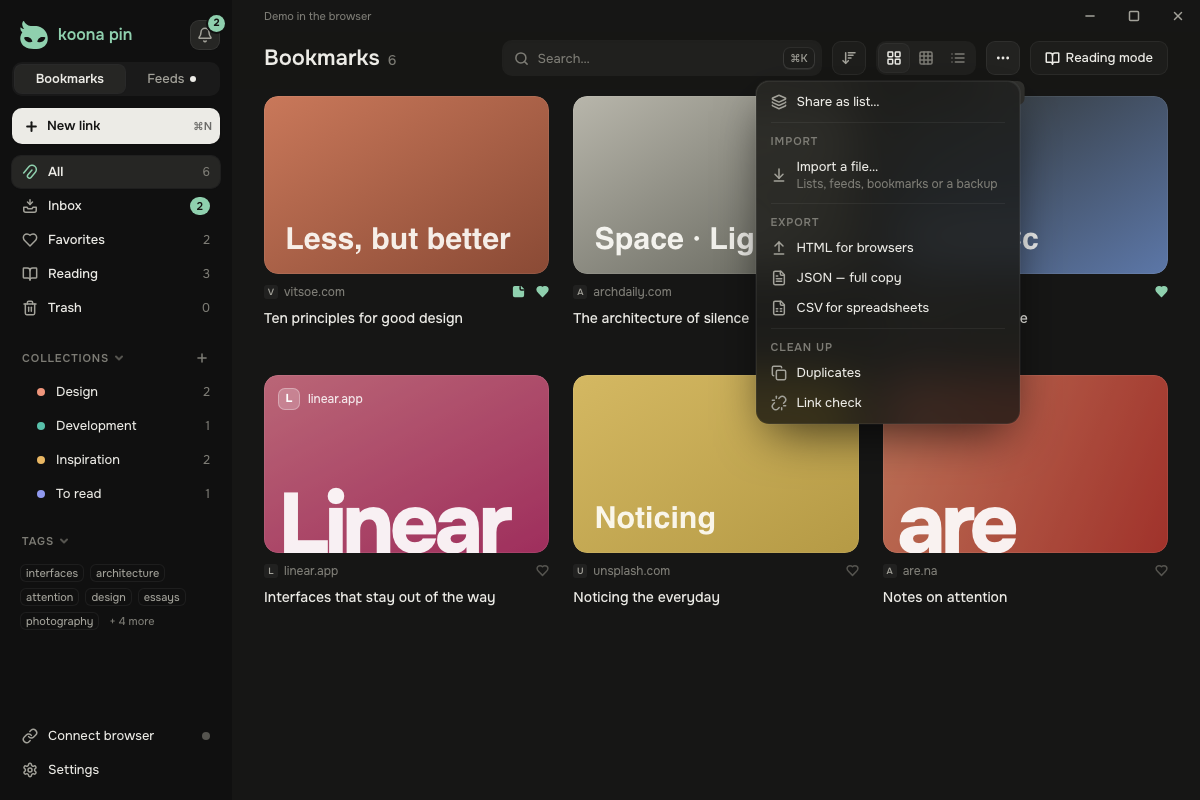 Demo in the browser
koona pin
2
Bookmarks
Feeds
New link
⌘N
All
6
Inbox
2
Favorites
2
Reading
3
Trash
0
COLLECTIONS
Design
2
Development
1
Inspiration
2
To read
1
TAGS
interfaces
architecture
attention
design
essays
photography
+ 4 more
Connect browser
Settings
Bookmarks 6
Search...
⌘K
Reading mode
Share as list...
IMPORT
Import a file...
Lists, feeds, bookmarks or a backup
EXPORT
HTML for browsers
JSON — full copy
CSV for spreadsheets
CLEAN UP
Duplicates
Link check
Less, but better
V vitsoe.com
Ten principles for good design
Space · Lig
A archdaily.com
The architecture of silence
L linear.app
Linear
L linear.app
Interfaces that stay out of the way
Noticing
U unsplash.com
Noticing the everyday
are
A are.na
Notes on attention